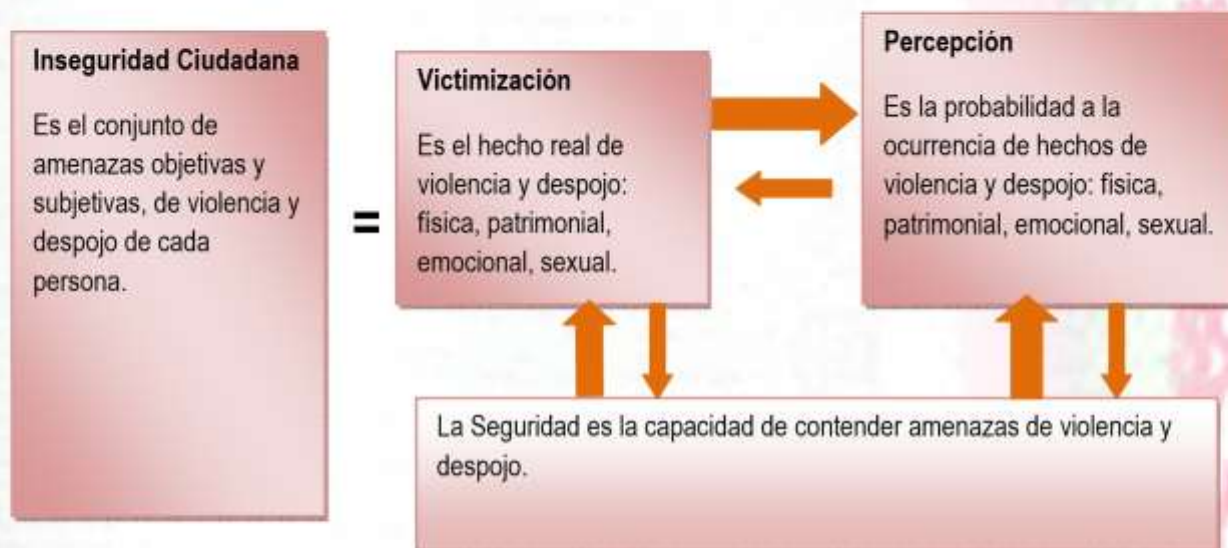 Inseguridad Ciudadana
Es el conjunto de
amenazas objetivas y
subjetivas, de violencia y
despojo de cada
persona.
=
Victimización
Es el hecho real de
violencia y despojo:
física, patrimonial,
emocional, sexual.
Percepción
Es la probabilidad a la
ocurrencia de hechos de
violencia y despojo: física,
patrimonial, emocional, sexual.
La Seguridad es la capacidad de contender amenazas de violencia y
despojo.